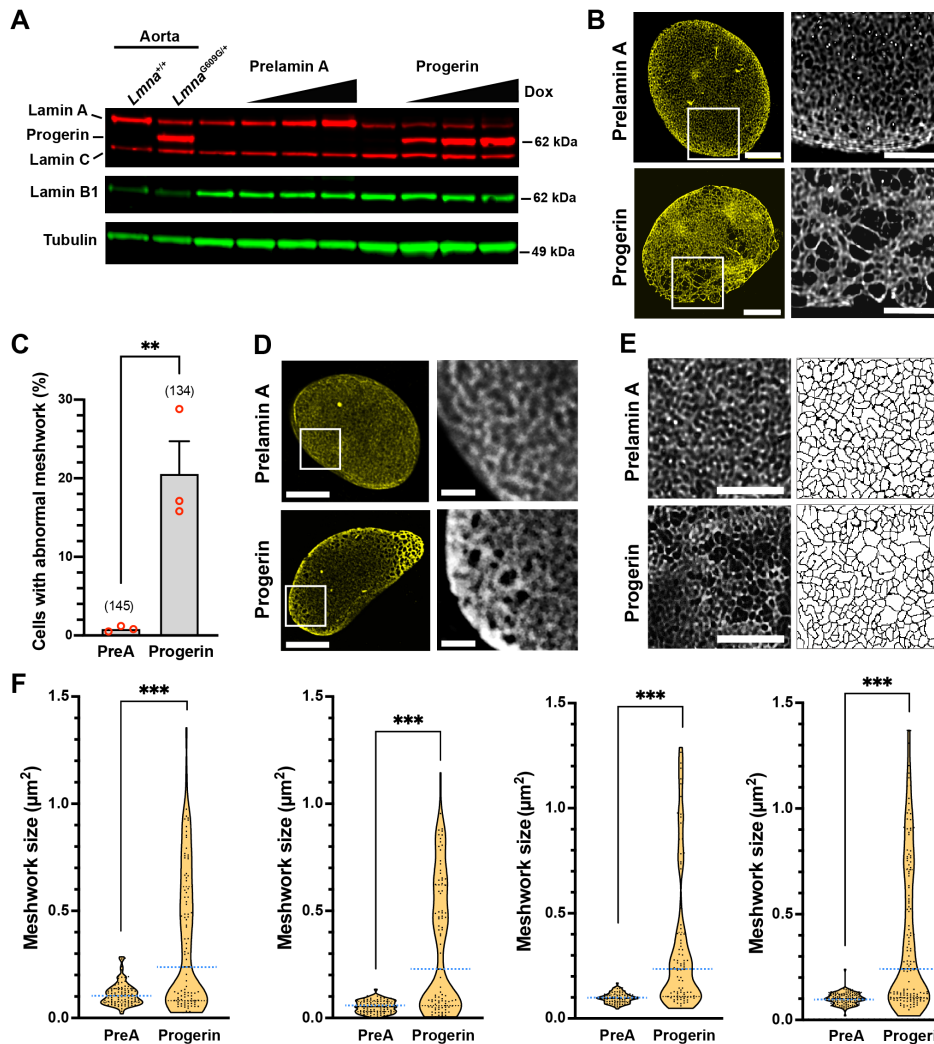 A
Aorta
Lmna+/+
LmnaG609G/+
Prelamin A
Progerin
Dox
Lamin A
Progerin
Lamin C
62 kDa
Lamin B1
62 kDa
Tubulin
49 kDa
B
Prelamin A
Progerin
C
Cells with abnormal meshwork (%)
**
(134)
(145)
30
20
10
0
PreA
Progerin
D
Prelamin A
Progerin
E
Prelamin A
Progerin
F
Meshwork size (µm²)
1.5
1.0
0.5
0.0
***
PreA
Progerin
Meshwork size (µm²)
1.5
1.0
0.5
0.0
***
PreA
Progerin
Meshwork size (µm²)
1.5
1.0
0.5
0.0
***
PreA
Progerin
Meshwork size (µm²)
1.5
1.0
0.5
0.0
***
PreA
Progerin